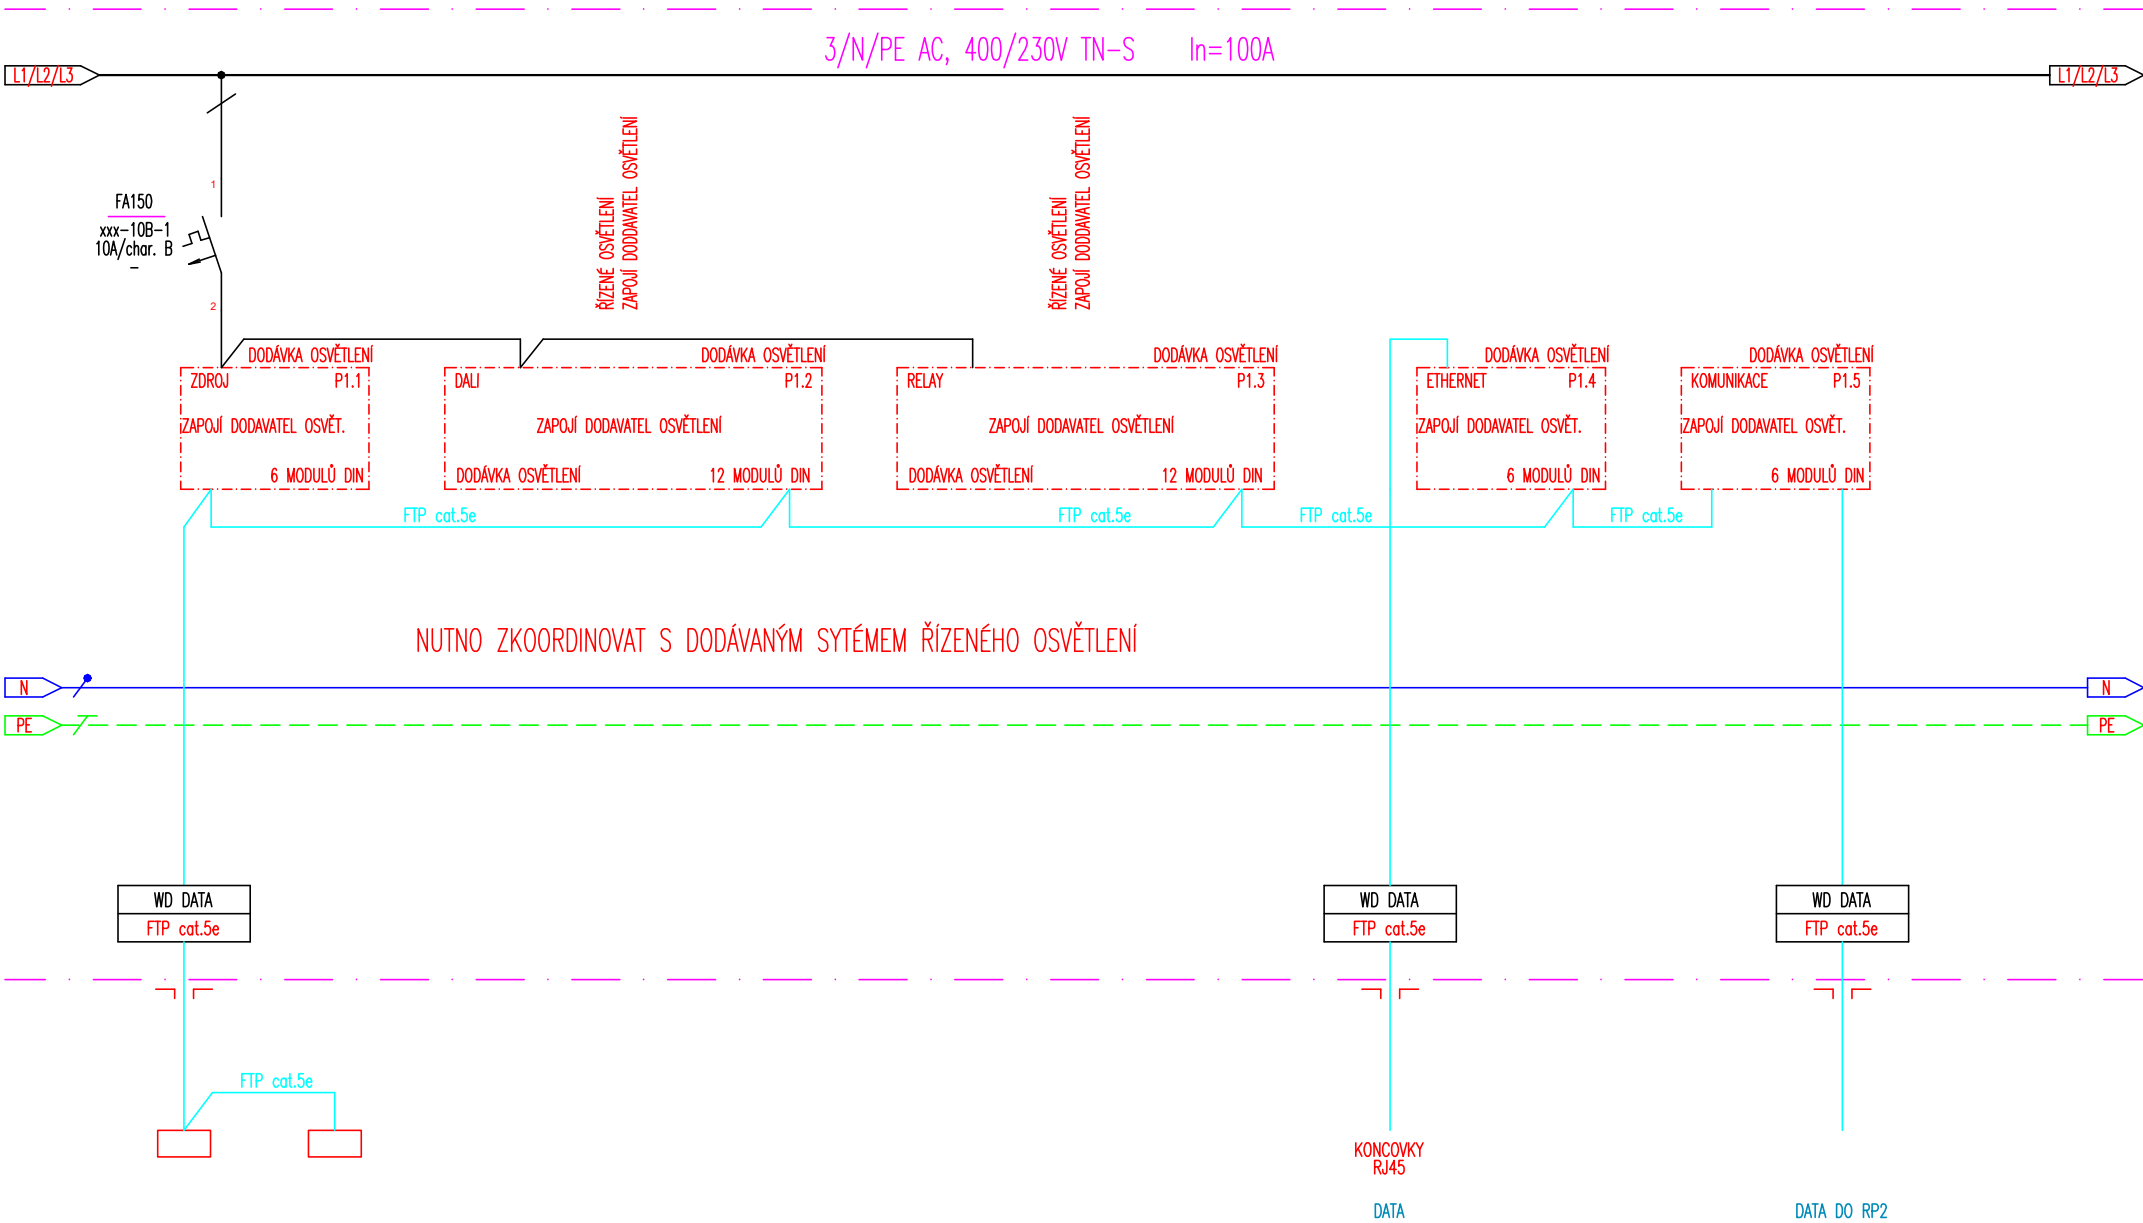 3/N/PE AC, 400/230V TN-S In=100A
L1/L2/L3
L1/L2/L3
1
FA150
xxx-10B-1
10A/char. B
-
2
ŘÍZENÉ OSVĚTLENÍ
ZAPOJÍ DODDAVATEL OSVĚTLENÍ
ŘÍZENÉ OSVĚTLENÍ
ZAPOJÍ DODDAVATEL OSVĚTLENÍ
DODÁVKA OSVĚTLENÍ
ZDROJ P1.1
ZAPOJÍ DODAVATEL OSVĚT.
6 MODULŮ DIN
DODÁVKA OSVĚTLENÍ
DALI P1.2
ZAPOJÍ DODAVATEL OSVĚTLENÍ
DODÁVKA OSVĚTLENÍ 12 MODULŮ DIN
DODÁVKA OSVĚTLENÍ
RELAY P1.3
ZAPOJÍ DODAVATEL OSVĚTLENÍ
DODÁVKA OSVĚTLENÍ 12 MODULŮ DIN
DODÁVKA OSVĚTLENÍ
ETHERNET P1.4
ZAPOJÍ DODAVATEL OSVĚT.
6 MODULŮ DIN
DODÁVKA OSVĚTLENÍ
KOMUNIKACE P1.5
ZAPOJÍ DODAVATEL OSVĚT.
6 MODULŮ DIN
FTP cat.5e
FTP cat.5e
FTP cat.5e
FTP cat.5e
NUTNO ZKOORDINOVAT S DODÁVANÝM SYTÉMEM ŘÍZENÉHO OSVĚTLENÍ
N
N
PE
PE
WD DATA
FTP cat.5e
WD DATA
FTP cat.5e
WD DATA
FTP cat.5e
FTP cat.5e
KONCOVKY
RJ45
DATA
DATA DO RP2